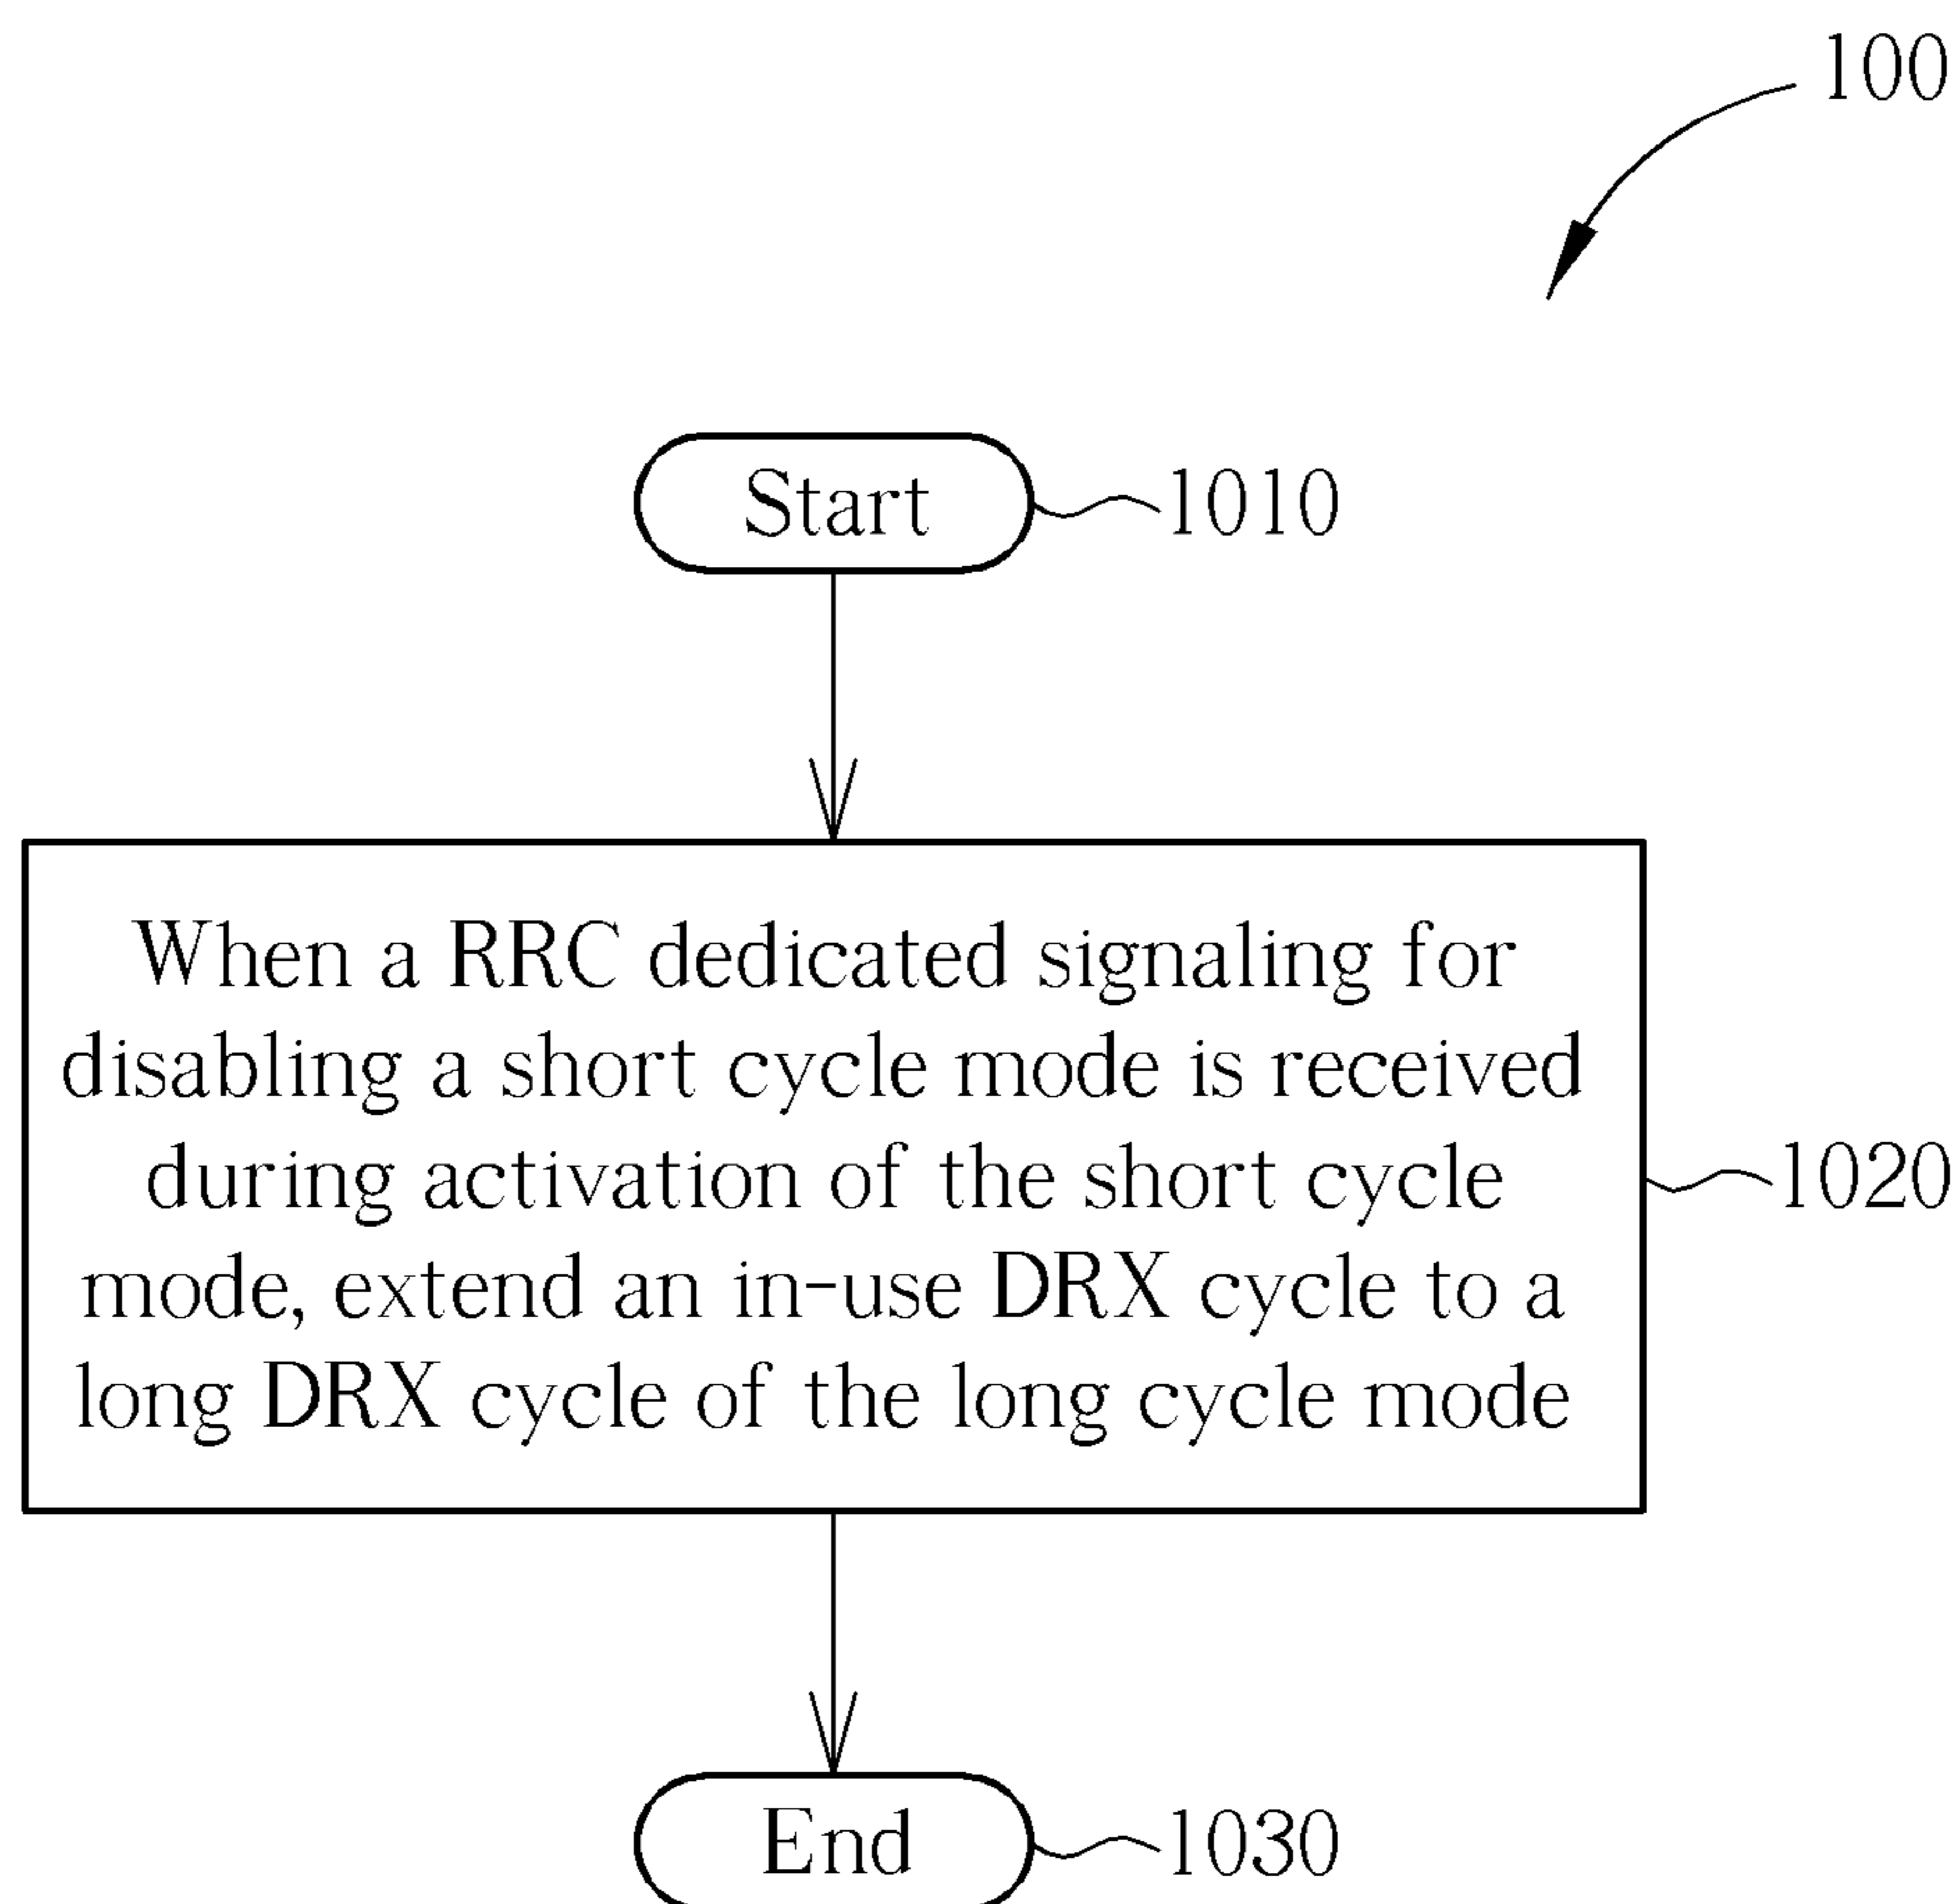 100
Start
1010
When a RRC dedicated signaling for
disabling a short cycle mode is received
during activation of the short cycle
mode, extend an in-use DRX cycle to a
long DRX cycle of the long cycle mode
1020
End
1030